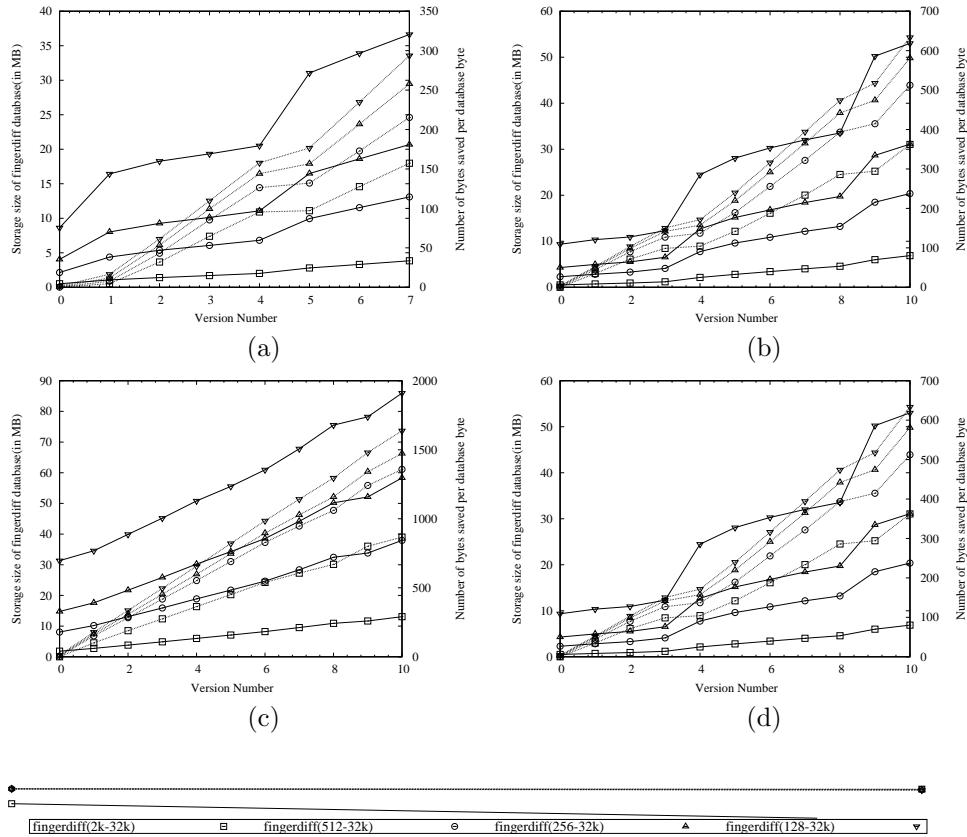 Storage size of fingerdiff database(in MB)
40
35
30
25
20
15
10
5
0
0 1 2 3 4 5 6 7
Version Number
350
300
250
200
150
100
50
0
Number of bytes saved per database byte
(a)
Storage size of fingerdiff database(in MB)
60
50
40
30
20
10
0
0 2 4 6 8 10
Version Number
700
600
500
400
300
200
100
0
Number of bytes saved per database byte
(b)
Storage size of fingerdiff database(in MB)
90
80
70
60
50
40
30
20
10
0
0 2 4 6 8 10
Version Number
2000
1500
1000
500
0
Number of bytes saved per database byte
(c)
Storage size of fingerdiff database(in MB)
60
50
40
30
20
10
0
0 2 4 6 8 10
Version Number
700
600
500
400
300
200
100
0
Number of bytes saved per database byte
(d)
fingerdiff(2k-32k) fingerdiff(512-32k) fingerdiff(256-32k) fingerdiff(128-32k)